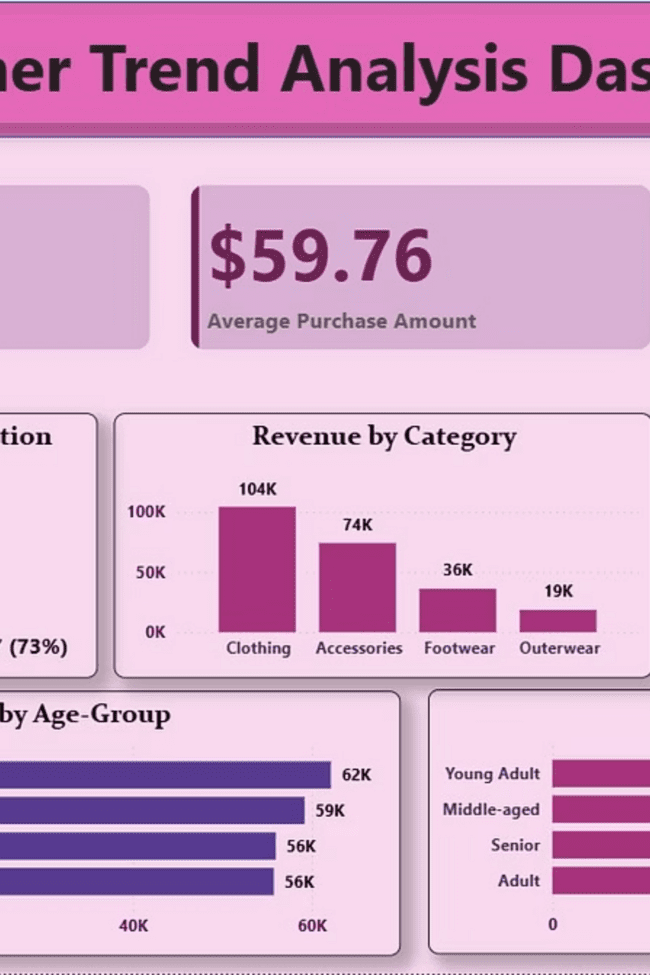 ner Trend Analysis Das
$59.76
Average Purchase Amount
tion
(73%)
Revenue by Category
104K
74K
36K
19K
100K
50K
0K
Clothing Accessories Footwear Outerwear
by Age-Group
62K
59K
56K
56K
40K 60K
Young Adult
Middle-aged
Senior
Adult
0